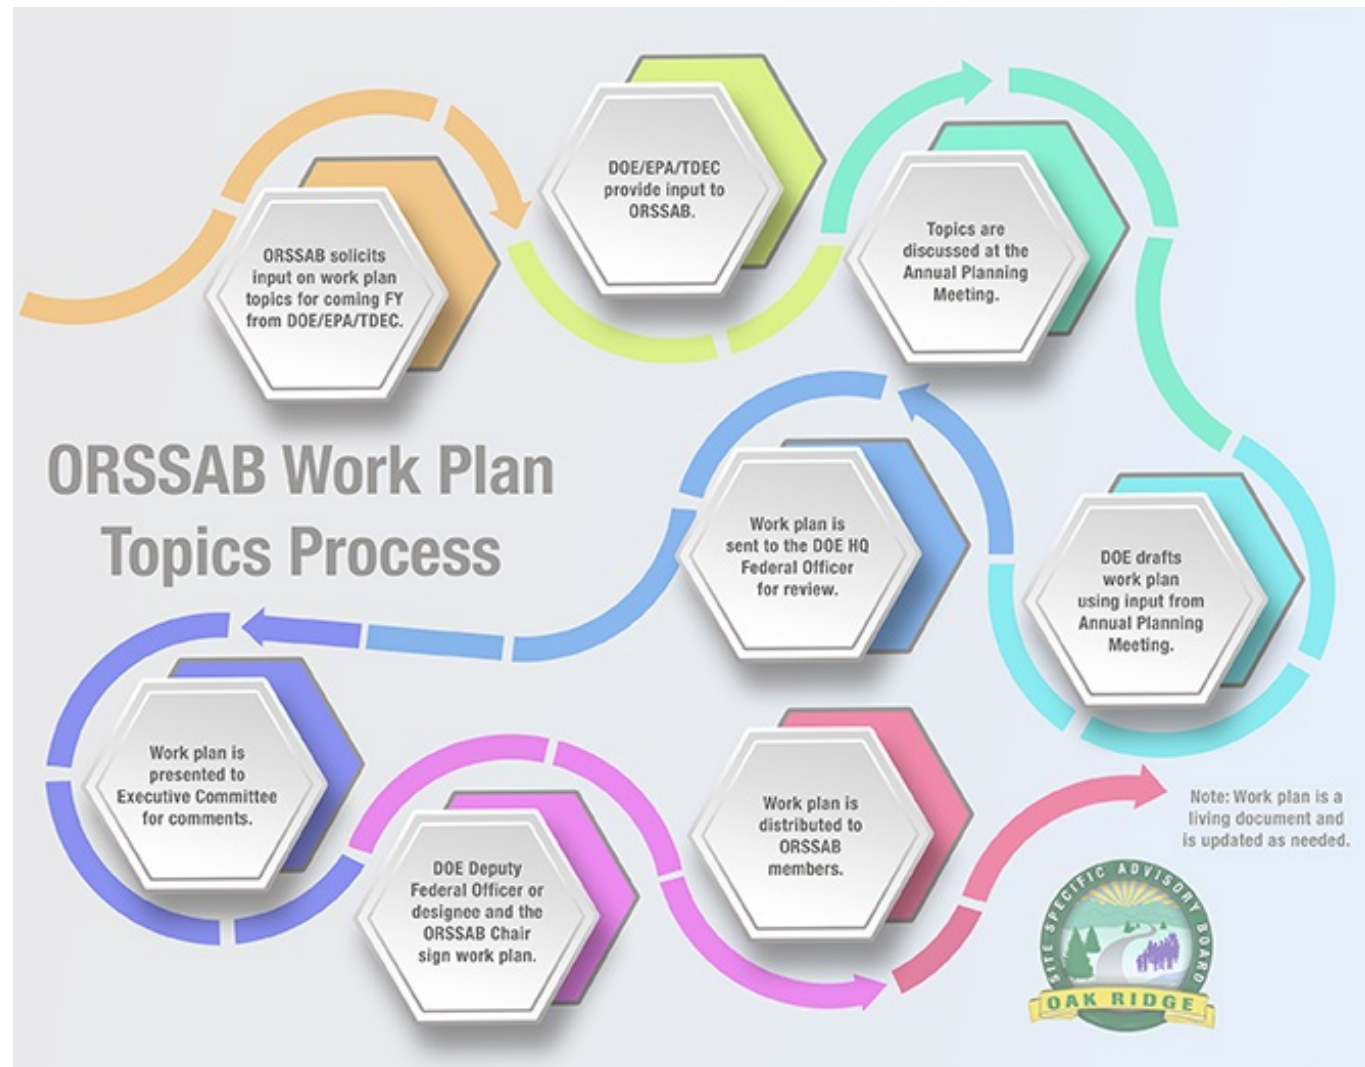 ORSSAB solicits
input on work plan
topics for coming FY
from DOE/EPA/TDEC.
DOE/EPA/TDEC
provide input to
ORSSAB.
Topics are
discussed at the
Annual Planning
Meeting.
ORSSAB Work Plan
Topics Process
DOE drafts
work plan
using input from
Annual Planning
Meeting.
Work plan is
sent to the DOE HQ
Federal Officer
for review.
Work plan is
presented to
Executive Committee
for comments.
DOE Deputy
Federal Officer or
designee and the
ORSSAB Chair
sign work plan.
Work plan is
distributed to
ORSSAB
members.
Note: Work plan is a
living document and
is updated as needed.
SITE SPECIFIC ADVISORY BOARD
OAK RIDGE